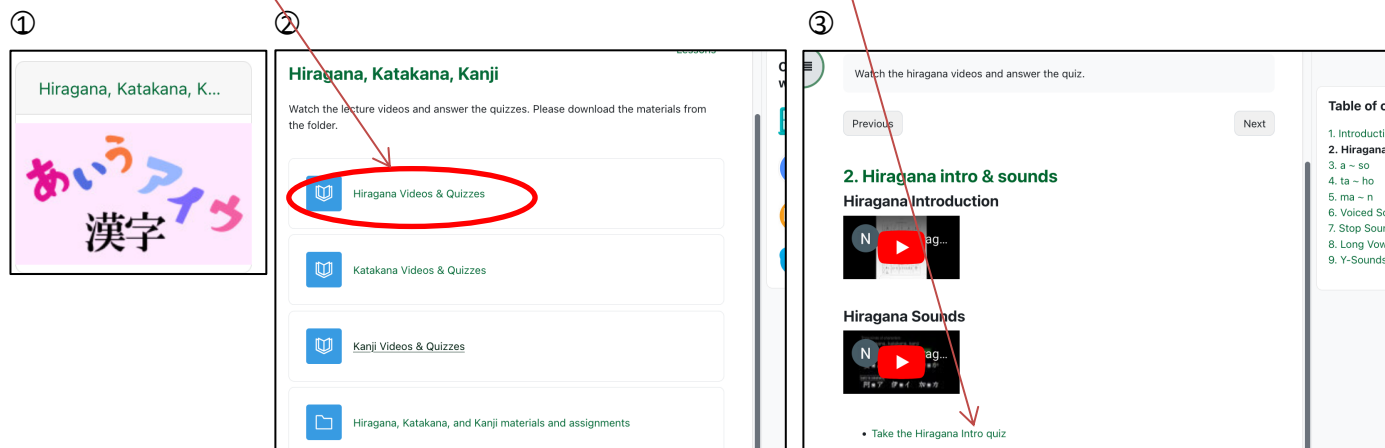 ①
Hiragana, Katakana, K...
あいうアイウ
漢字
②
Hiragana, Katakana, Kanji
Watch the lecture videos and answer the quizzes. Please download the materials from
the folder.
Hiragana Videos & Quizzes
Katakana Videos & Quizzes
Kanji Videos & Quizzes
Hiragana, Katakana, and Kanji materials and assignments
③
Watch the hiragana videos and answer the quiz.
Previous
Next
2. Hiragana intro & sounds
Hiragana Introduction
N
ag...
Hiragana Sounds
N
ag...
• Take the Hiragana Intro quiz
Table of c
1. Introducti
2. Hiragana
3. a ~ so
4. ta ~ ho
5. ma ~ n
6. Voiced So
7. Stop Soun
8. Long Vow
9. Y-Sounds